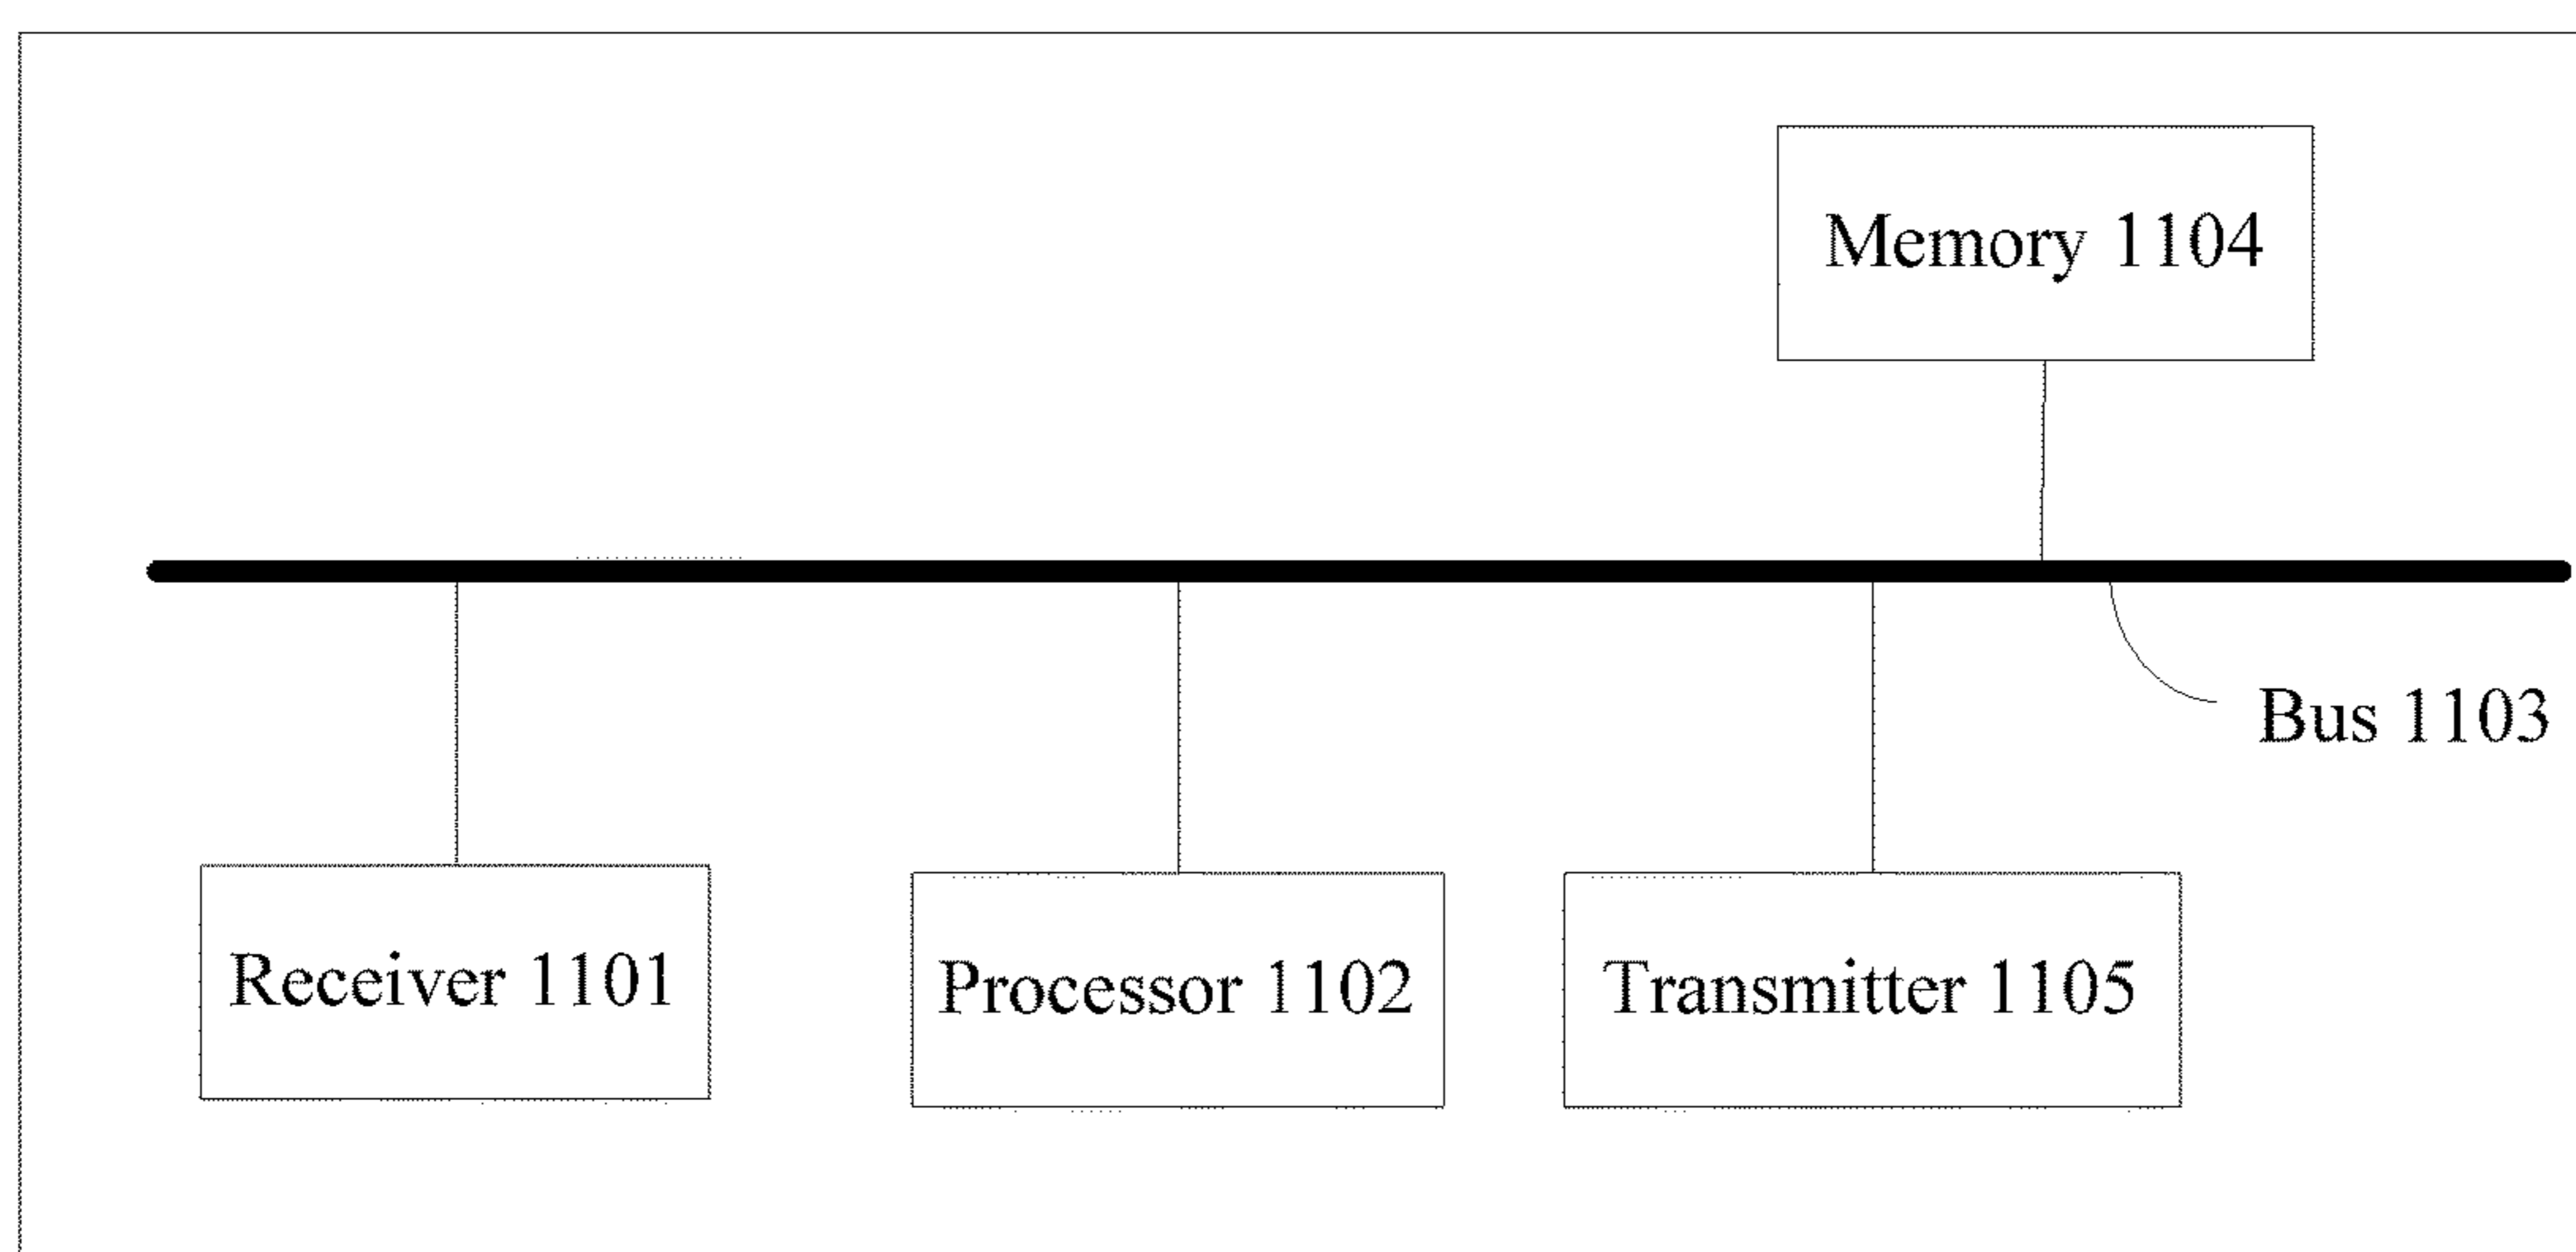 Memory 1104
Bus 1103
Receiver 1101
Processor 1102
Transmitter 1105